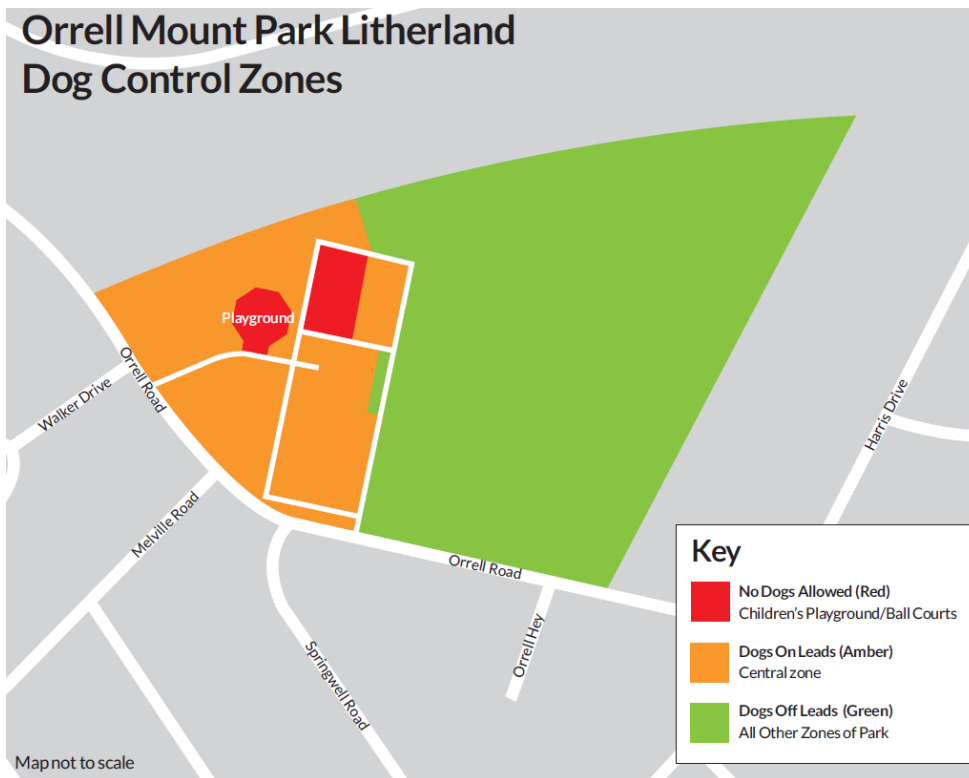 Orrell Mount Park Litherland
Dog Control Zones
Playground
Orrell Road
Walker Drive
Melville Road
Springwell Road
Orrell Road
Orrell Hey
Harris Drive
Key
No Dogs Allowed (Red)
Children's Playground/Ball Courts
Dogs On Leads (Amber)
Central zone
Dogs Off Leads (Green)
All Other Zones of Park
Map not to scale